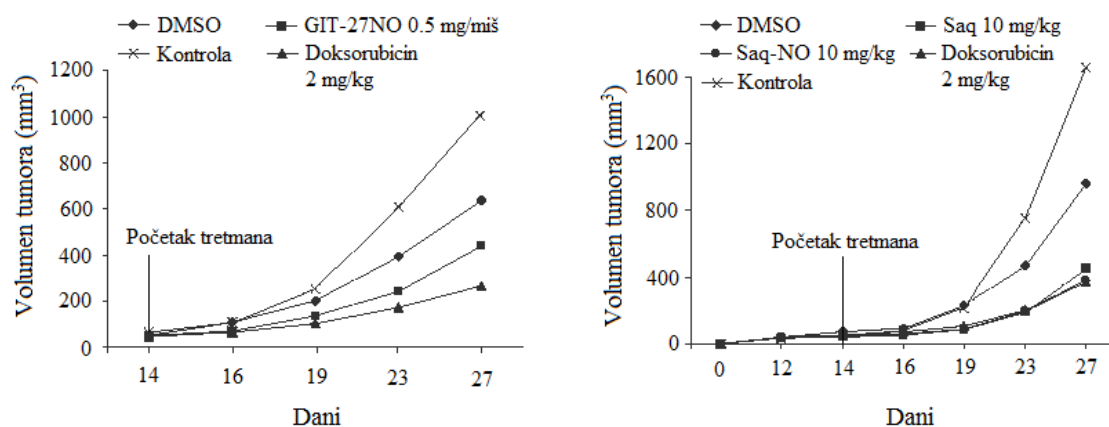 DMSO
GIT-27NO 0.5 mg/miš
Kontrola
Doksorubicin
2 mg/kg
Volumen tumora (mm³)
1200
1000
800
600
400
200
0
Početak tretmana
14
16
19
23
27
Dani
DMSO
Saq 10 mg/kg
Saq-NO 10 mg/kg
Doksorubicin
2 mg/kg
Kontrola
Volumen tumora (mm³)
1600
1200
800
400
0
Početak tretmana
0
12
14
16
19
23
27
Dani